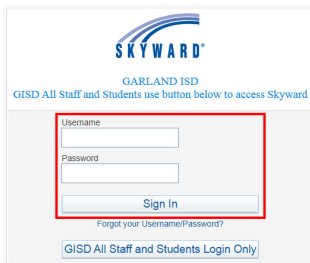 SKYWARD®
GARLAND ISD
GISD All Staff and Students use button below to access Skyward
Username
Password
Sign In
Forgot your Username/Password?
GISD All Staff and Students Login Only